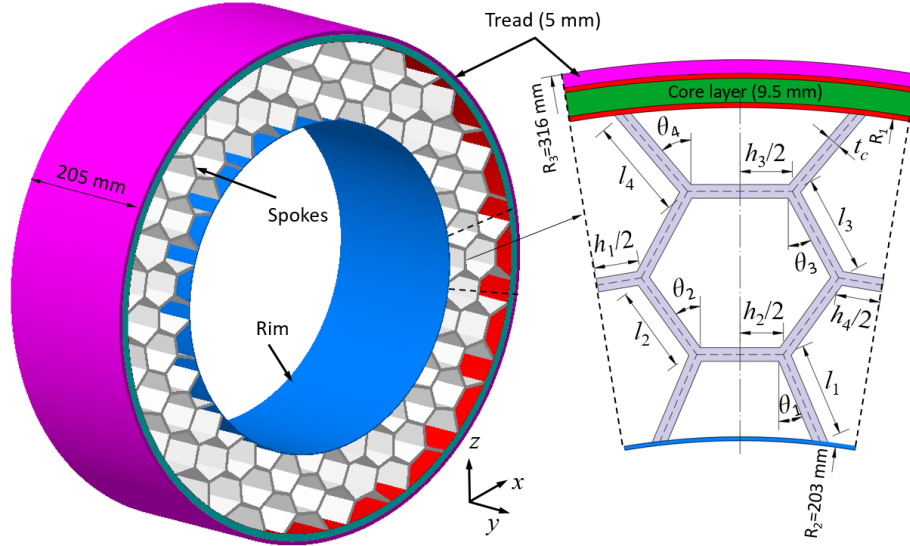 Tread (5 mm)
205 mm
Spokes
Rim
z
x
y
Core layer (9.5 mm)
R₃=316 mm
R₁
θ₄
t_c
h₃/2
l₄
l₃
h₁/2
θ₃
θ₂
h₂/2
h₄/2
l₂
l₁
θ₁
R₂=203 mm